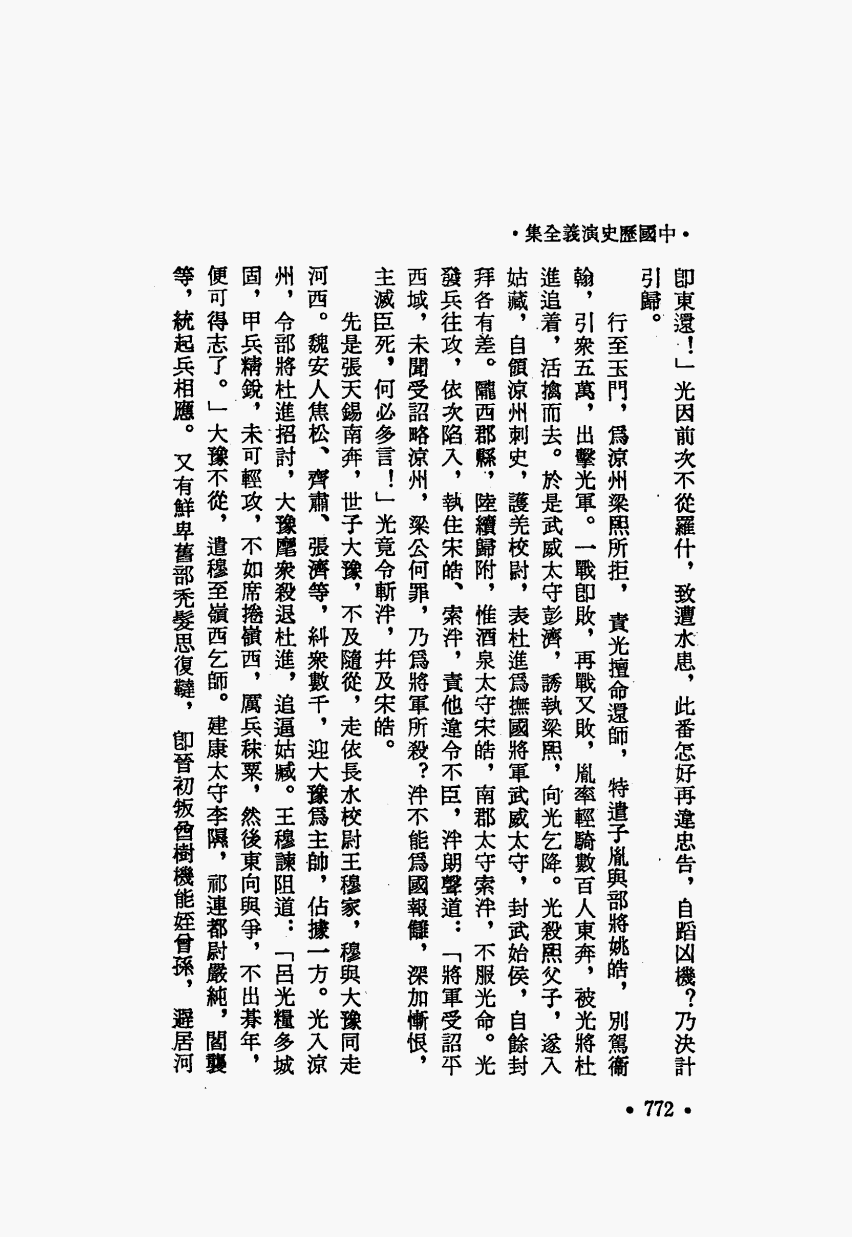 •中國歷史演義全集•
卽東還！」光因前次不從羅什，致遭水患，此番怎好再違忠告，自蹈凶機？乃決計
引歸。
行至玉門，爲涼州梁熙所拒，責光擅命還師，特遣子胤與部將姚皓，別駕衞
翰，引衆五萬，出擊光軍。一戰卽敗，再戰又敗，胤率輕騎數百人東奔，被光將杜
進追着，活擒而去。於是武威太守彭濟，誘執梁熙，向光乞降。光殺熙父子，遂入
姑藏，自領涼州刺史，護羌校尉，表杜進爲撫國將軍武威太守，封武始侯，自餘封
拜各有差。隴西郡縣，陸續歸附，惟酒泉太守宋皓，南郡太守索泮，不服光命。光
發兵往攻，依次陷入，執住宋皓、索泮，責他違令不臣，泮朗聲道：「將軍受詔平
西域，未聞受詔略涼州，梁公何罪，乃爲將軍所殺？泮不能爲國報讎，深加慚恨，
主滅臣死，何必多言！」光竟令斬泮，幷及宋皓。
先是張天錫南奔，世子大豫，不及隨從，走依長水校尉王穆家，穆與大豫同走
河西。魏安人焦松、齊肅、張濟等，糾衆數千，迎大豫爲主帥，佔據一方。光入涼
州，令部將杜進招討，大豫麾衆殺退杜進，追逼姑臧。王穆諫阻道：「呂光糧多城
固，甲兵精銳，未可輕攻，不如席捲嶺西，厲兵秣粟，然後東向與爭，不出朞年，
便可得志了。」大豫不從，遣穆至嶺西乞師。建康太守李隰，祁連都尉嚴純，閻襲
等，統起兵相應。又有鮮卑舊部禿髮思復鞬，卽晉初叛酋樹機能姪曾孫，遯居河
•772•